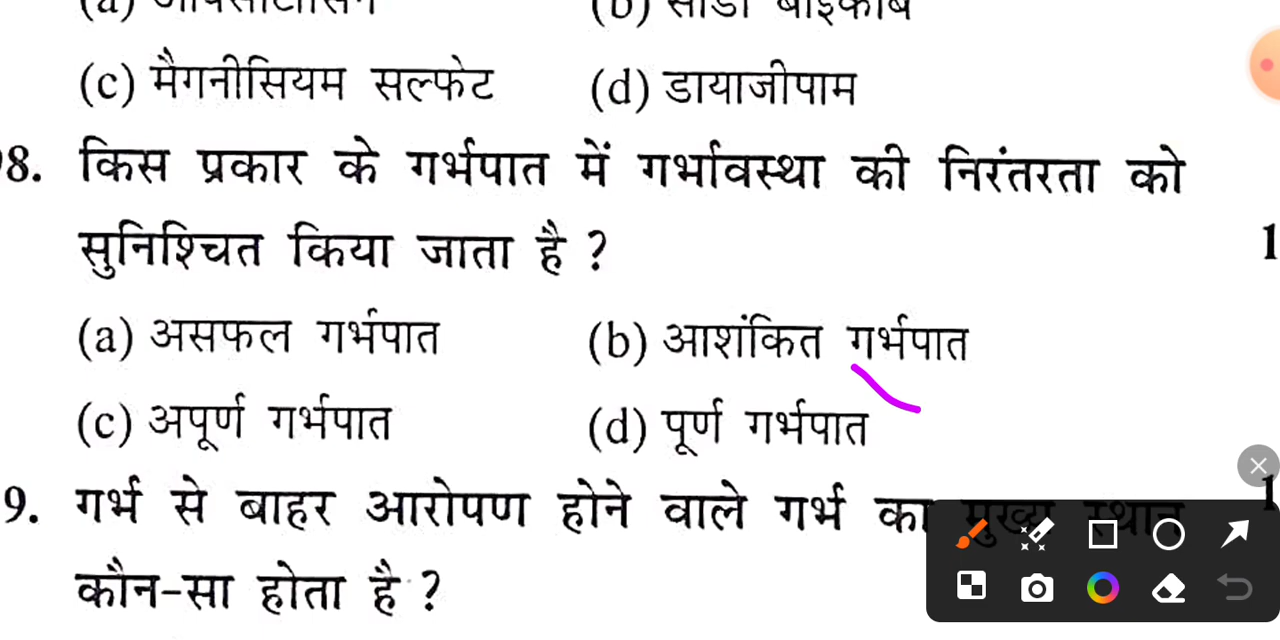 (c) मैगनीसियम सल्फेट (d) डायाजीपाम
8. किस प्रकार के गर्भपात में गर्भावस्था की निरंतरता को
सुनिश्चित किया जाता है ? 1
(a) असफल गर्भपात (b) आशंकित गर्भपात
(c) अपूर्ण गर्भपात (d) पूर्ण गर्भपात
9. गर्भ से बाहर आरोपण होने वाले गर्भ का मुख्य स्थान 1
कौन-सा होता है ?